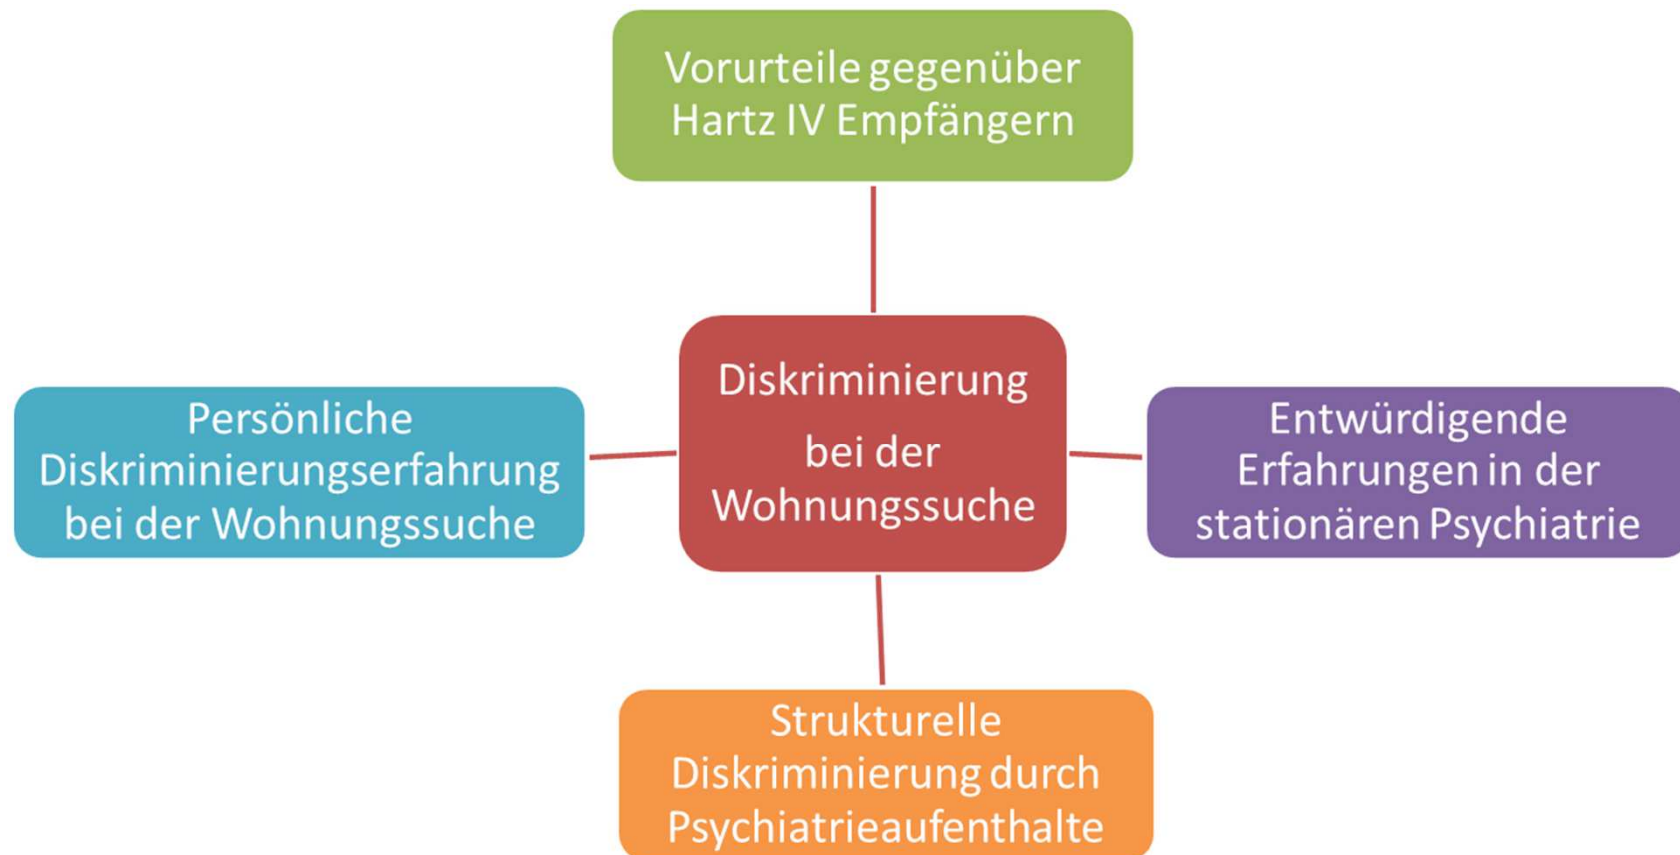 Vorurteile gegenüber
Hartz IV Empfängern
Diskriminierung
bei der
Wohnungssuche
Persönliche
Diskriminierungserfahrung
bei der Wohnungssuche
Entwürdigende
Erfahrungen in der
stationären Psychiatrie
Strukturelle
Diskriminierung durch
Psychiatrieaufenthalte